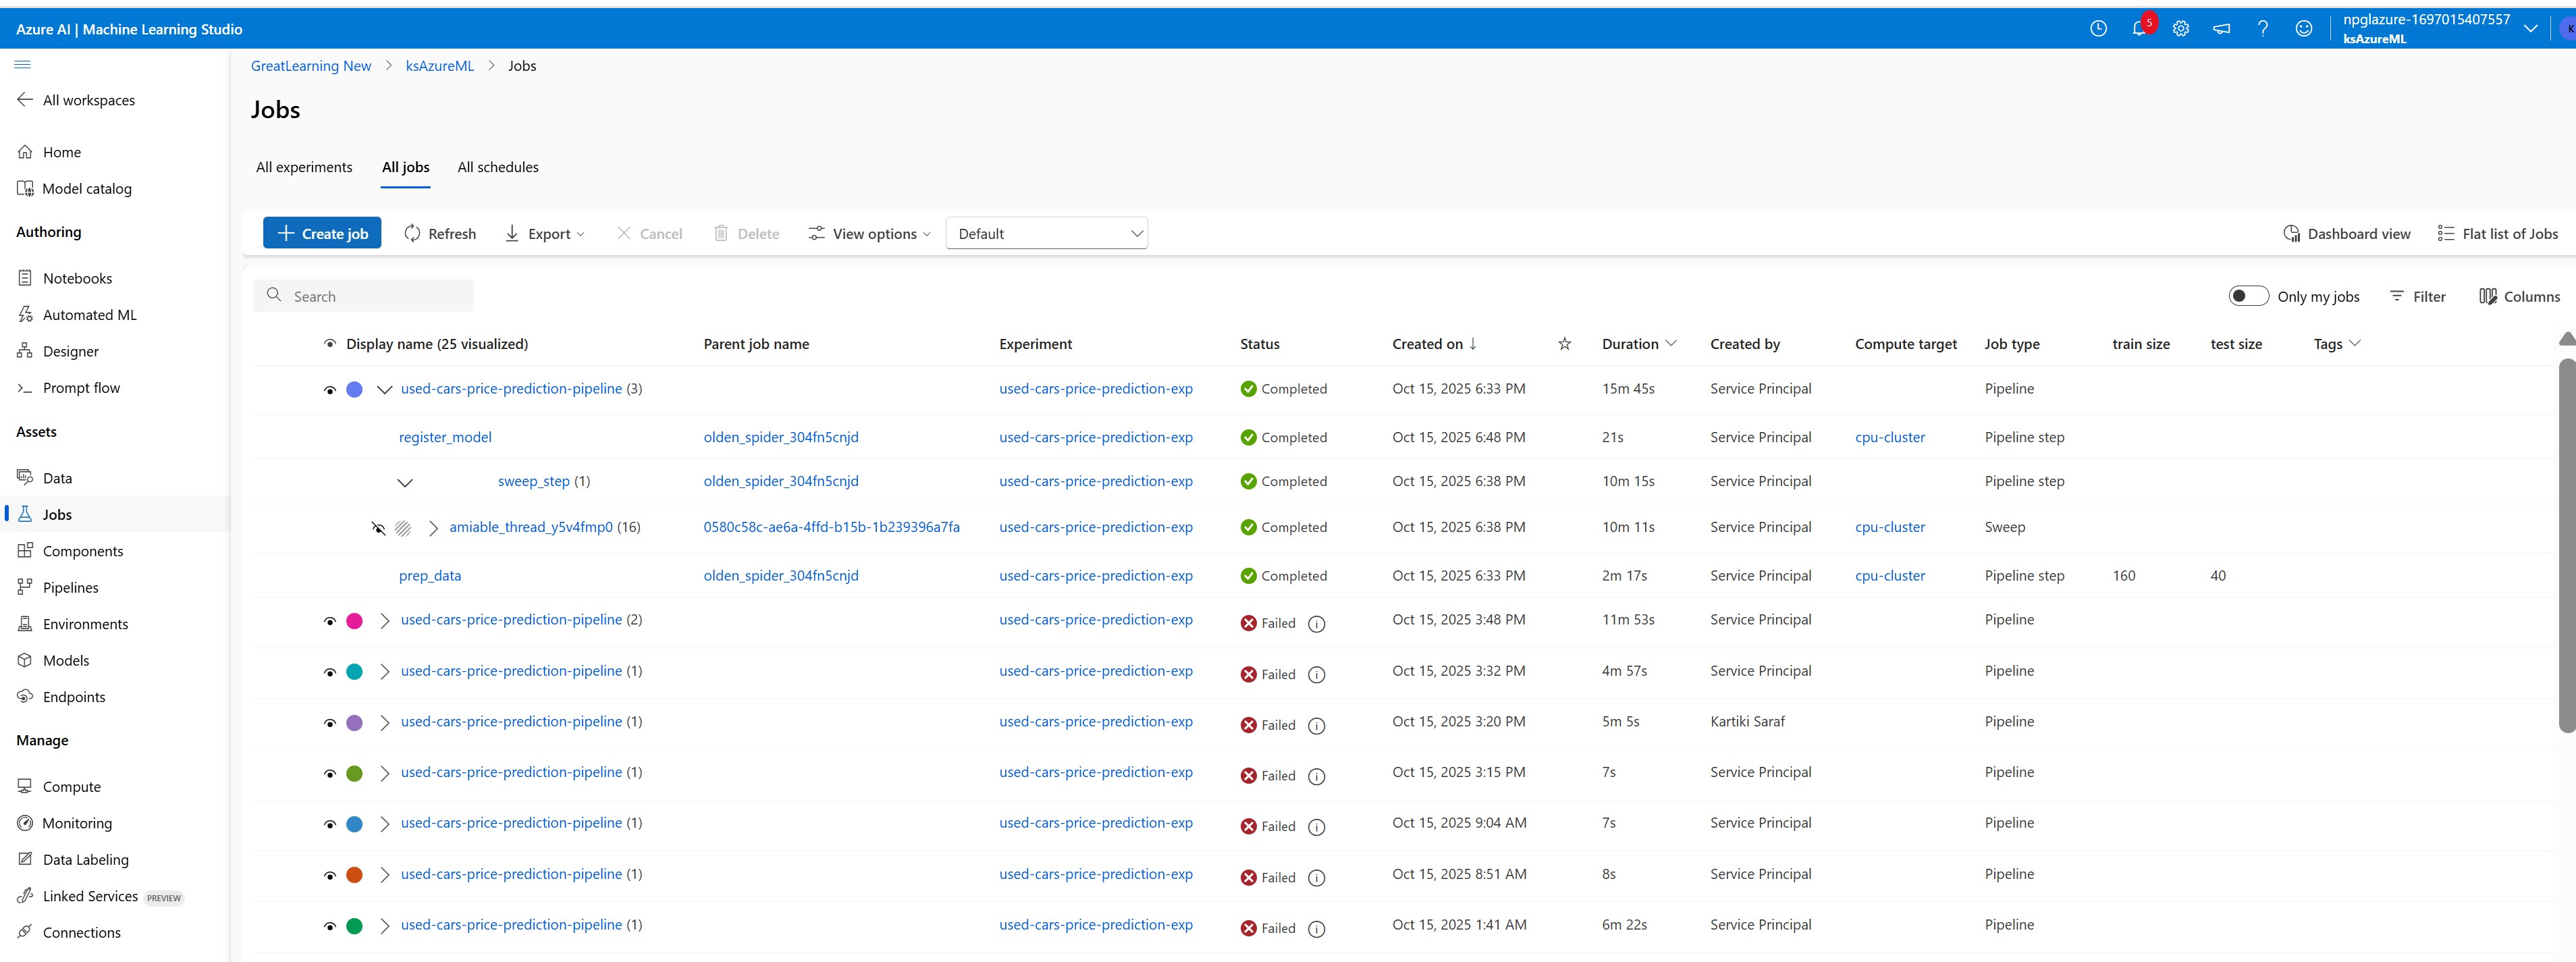 Azure AI | Machine Learning Studio
5
npglazure-1697015407557
ksAzureML
K
All workspaces
Home
Model catalog
Authoring
Notebooks
Automated ML
Designer
Prompt flow
Assets
Data
Jobs
Components
Pipelines
Environments
Models
Endpoints
Manage
Compute
Monitoring
Data Labeling
Linked Services PREVIEW
Connections
GreatLearning New > ksAzureML > Jobs
Jobs
All experiments All jobs All schedules
Create job Refresh Export Cancel Delete View options Default Dashboard view Flat list of Jobs
Search Only my jobs Filter Columns
Display name (25 visualized) Parent job name Experiment Status Created on ↓ Duration Created by Compute target Job type train size test size Tags
used-cars-price-prediction-pipeline (3) used-cars-price-prediction-exp Completed Oct 15, 2025 6:33 PM 15m 45s Service Principal Pipeline
register_model olden_spider_304fn5cnjd used-cars-price-prediction-exp Completed Oct 15, 2025 6:48 PM 21s Service Principal cpu-cluster Pipeline step
sweep_step (1) olden_spider_304fn5cnjd used-cars-price-prediction-exp Completed Oct 15, 2025 6:38 PM 10m 15s Service Principal Pipeline step
amiable_thread_y5v4fmp0 (16) 0580c58c-ae6a-4ffd-b15b-1b239396a7fa used-cars-price-prediction-exp Completed Oct 15, 2025 6:38 PM 10m 11s Service Principal cpu-cluster Sweep
prep_data olden_spider_304fn5cnjd used-cars-price-prediction-exp Completed Oct 15, 2025 6:33 PM 2m 17s Service Principal cpu-cluster Pipeline step 160 40
used-cars-price-prediction-pipeline (2) used-cars-price-prediction-exp Failed Oct 15, 2025 3:48 PM 11m 53s Service Principal Pipeline
used-cars-price-prediction-pipeline (1) used-cars-price-prediction-exp Failed Oct 15, 2025 3:32 PM 4m 57s Service Principal Pipeline
used-cars-price-prediction-pipeline (1) used-cars-price-prediction-exp Failed Oct 15, 2025 3:20 PM 5m 5s Kartiki Saraf Pipeline
used-cars-price-prediction-pipeline (1) used-cars-price-prediction-exp Failed Oct 15, 2025 3:15 PM 7s Service Principal Pipeline
used-cars-price-prediction-pipeline (1) used-cars-price-prediction-exp Failed Oct 15, 2025 9:04 AM 7s Service Principal Pipeline
used-cars-price-prediction-pipeline (1) used-cars-price-prediction-exp Failed Oct 15, 2025 8:51 AM 8s Service Principal Pipeline
used-cars-price-prediction-pipeline (1) used-cars-price-prediction-exp Failed Oct 15, 2025 1:41 AM 6m 22s Service Principal Pipeline